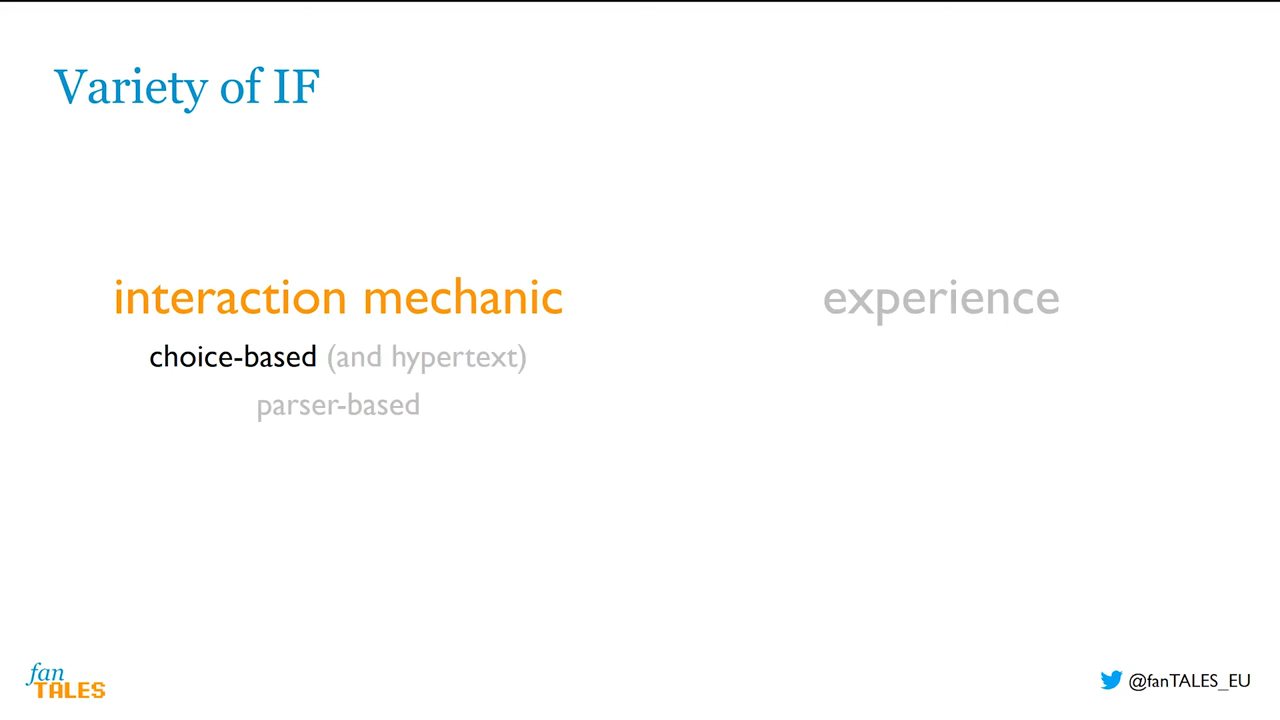 Variety of IF
interaction mechanic
choice-based (and hypertext)
parser-based
experience
fan
TALES
@fanTALES_EU